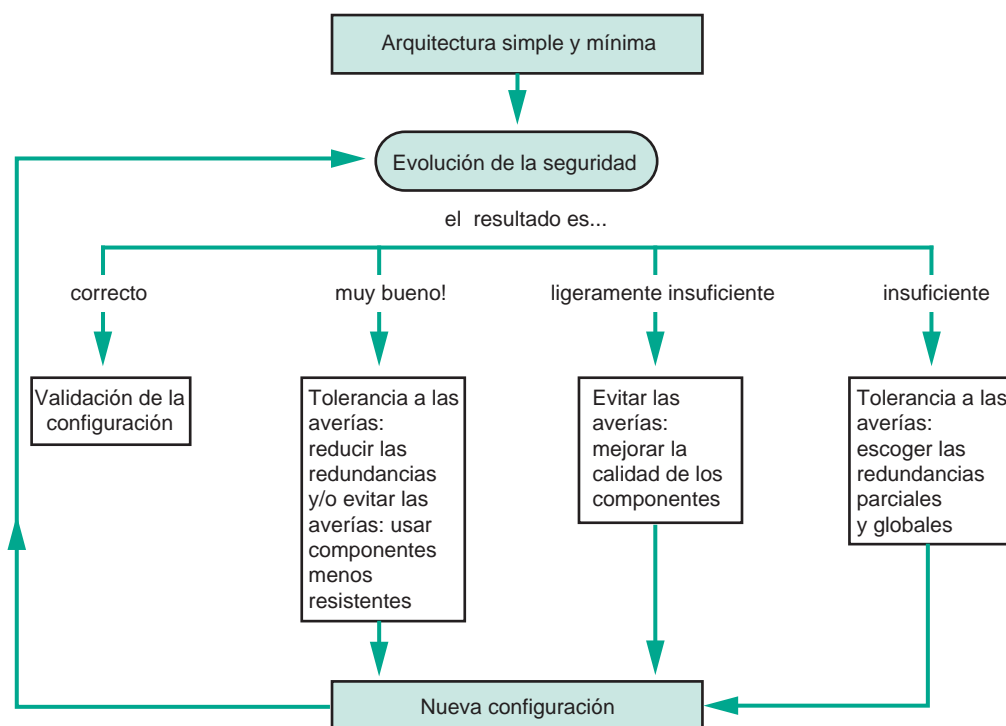 Arquitectura simple y mínima
Evolución de la seguridad
el resultado es...
correcto
muy bueno!
ligeramente insuficiente
insuficiente
Validación de la
configuración
Tolerancia a las
averías:
reducir las
redundancias
y/o evitar las
averías: usar
componentes
menos
resistentes
Evitar las
averías:
mejorar la
calidad de los
componentes
Tolerancia a las
averías:
escoger las
redundancias
parciales
y globales
Nueva configuración